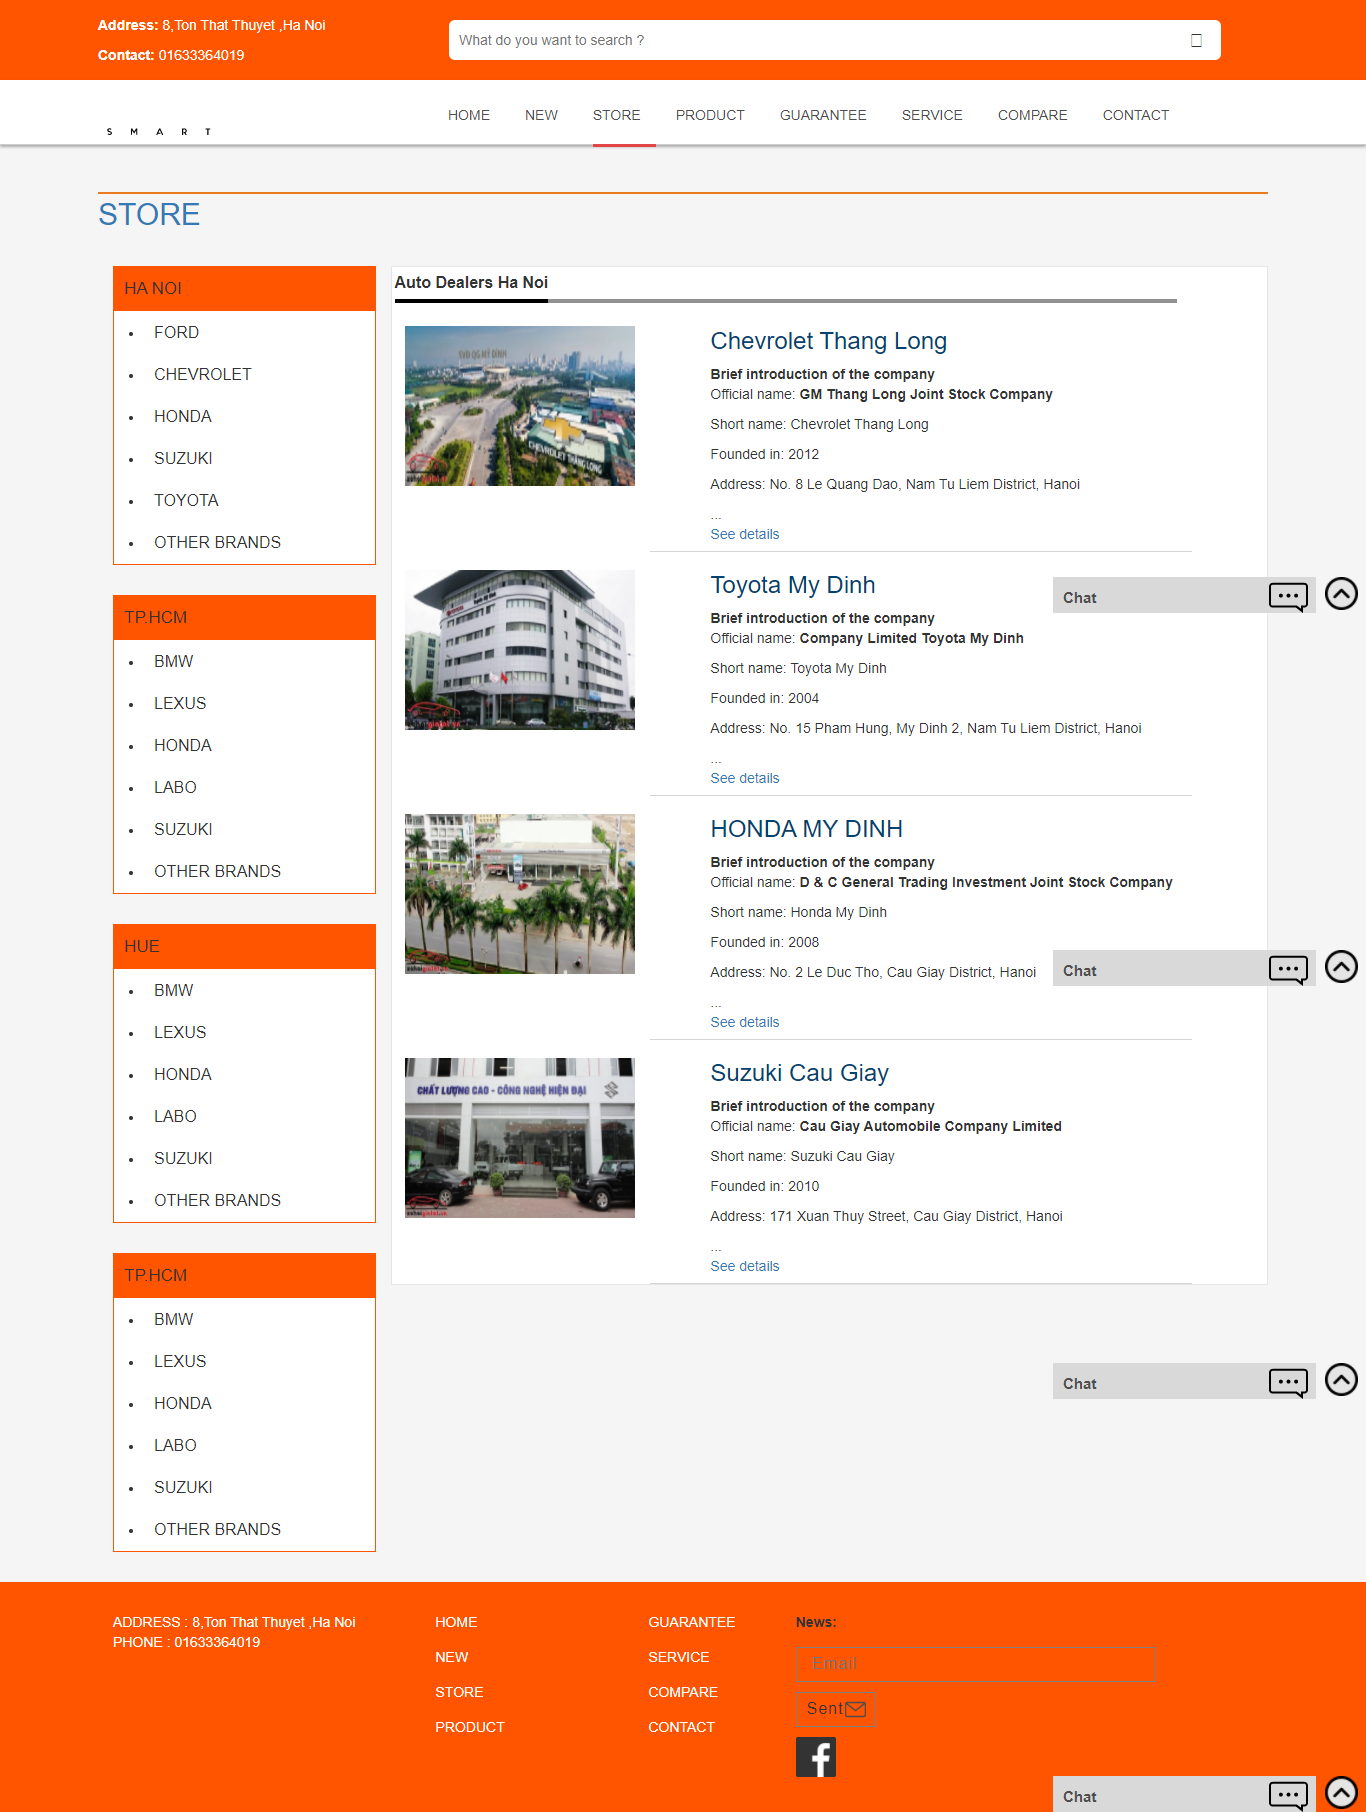 Address: 8,Ton That Thuyet ,Ha Noi
Contact: 01633364019
What do you want to search ?
SMART
HOME NEW STORE PRODUCT GUARANTEE SERVICE COMPARE CONTACT
STORE
HA NOI
FORD
CHEVROLET
HONDA
SUZUKI
TOYOTA
OTHER BRANDS
TP.HCM
BMW
LEXUS
HONDA
LABO
SUZUKI
OTHER BRANDS
HUE
BMW
LEXUS
HONDA
LABO
SUZUKI
OTHER BRANDS
TP.HCM
BMW
LEXUS
HONDA
LABO
SUZUKI
OTHER BRANDS
Auto Dealers Ha Noi
SVĐ QG MỸ ĐÌNH
CHEVROLET THĂNG LONG
Chevrolet Thang Long
Brief introduction of the company
Official name: GM Thang Long Joint Stock Company
Short name: Chevrolet Thang Long
Founded in: 2012
Address: No. 8 Le Quang Dao, Nam Tu Liem District, Hanoi
...
See details
Toyota My Dinh
Brief introduction of the company
Official name: Company Limited Toyota My Dinh
Short name: Toyota My Dinh
Founded in: 2004
Address: No. 15 Pham Hung, My Dinh 2, Nam Tu Liem District, Hanoi
...
See details
Chat
HONDA MY DINH
Brief introduction of the company
Official name: D & C General Trading Investment Joint Stock Company
Short name: Honda My Dinh
Founded in: 2008
Address: No. 2 Le Duc Tho, Cau Giay District, Hanoi
...
See details
Chat
CHẤT LƯỢNG CAO - CÔNG NGHỆ HIỆN ĐẠI
Suzuki Cau Giay
Brief introduction of the company
Official name: Cau Giay Automobile Company Limited
Short name: Suzuki Cau Giay
Founded in: 2010
Address: 171 Xuan Thuy Street, Cau Giay District, Hanoi
...
See details
Chat
ADDRESS : 8,Ton That Thuyet ,Ha Noi
PHONE : 01633364019
HOME
NEW
STORE
PRODUCT
GUARANTEE
SERVICE
COMPARE
CONTACT
News:
Email
Sent
Chat